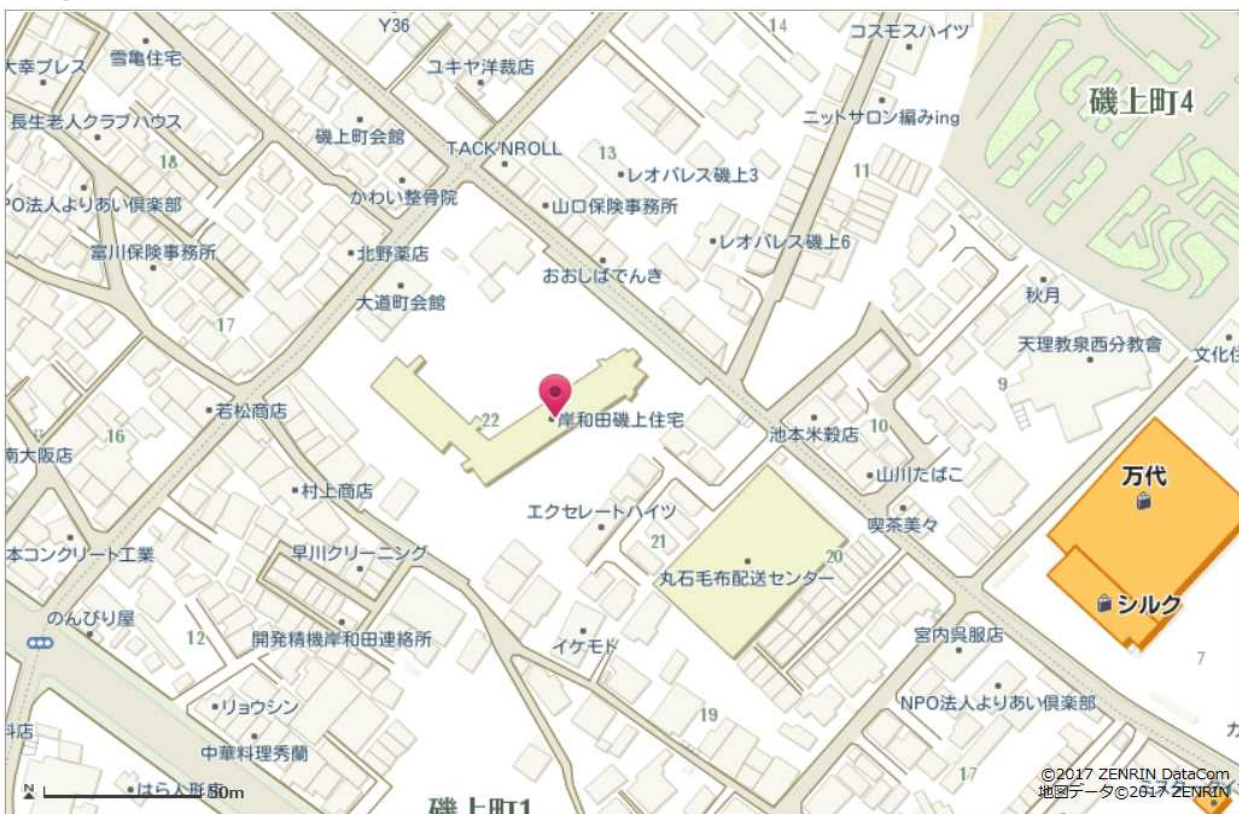 Y36
14
コスモスハイツ
雪亀住宅
大幸プレス
ユキヤ洋裁店
磯上町4
長生老人クラブハウス
磯上町会館
ニットサロン編みing
TACK'NROLL
13
18
レオパレス磯上3
11
かわい整骨院
PO法人よりあい倶楽部
山口保険事務所
富川保険事務所
北野薬店
レオパレス磯上6
おおしばでんき
大道町会館
秋月
17
天理教泉西分教會
文化住
9
若松商店
22
岸和田磯上住宅
16
池本米穀店
10
南大阪店
万代
山川たばこ
村上商店
エクセレートハイツ
喫茶美々
21
本コンクリート工業
早川クリーニング
20
丸石毛布配送センター
シルク
のんびり屋
12
開発精機岸和田連絡所
イケモド
宮内呉服店
7
リョウシン
19
NPO法人よりあい倶楽部
料店
中華料理秀蘭
カ
17
©2017 ZENRIN DataCom
地図データ©2017 ZENRIN
N
50m
はら人形店
磯上町1